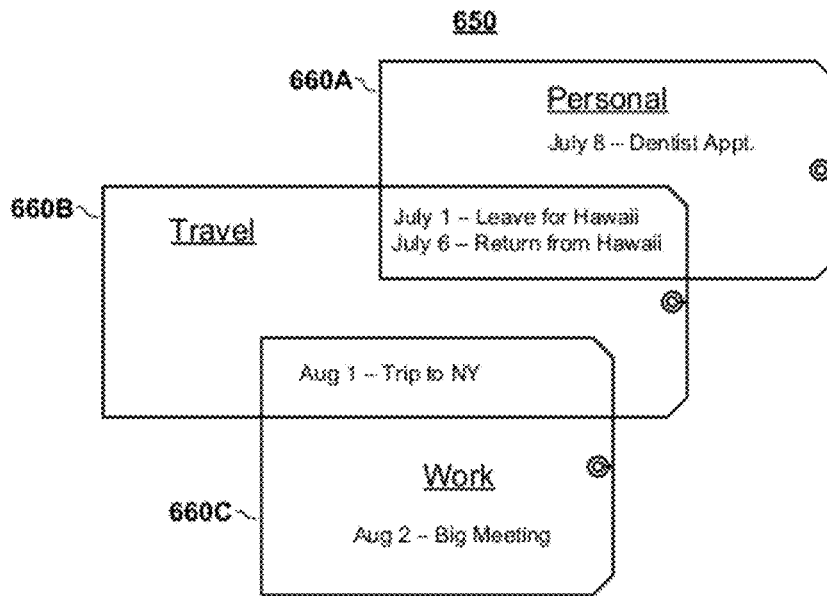 650
660A
Personal
July 8 -- Dentist Appt.
660B
Travel
July 1 -- Leave for Hawaii
July 6 -- Return from Hawaii
Aug 1 -- Trip to NY
Work
660C
Aug 2 -- Big Meeting